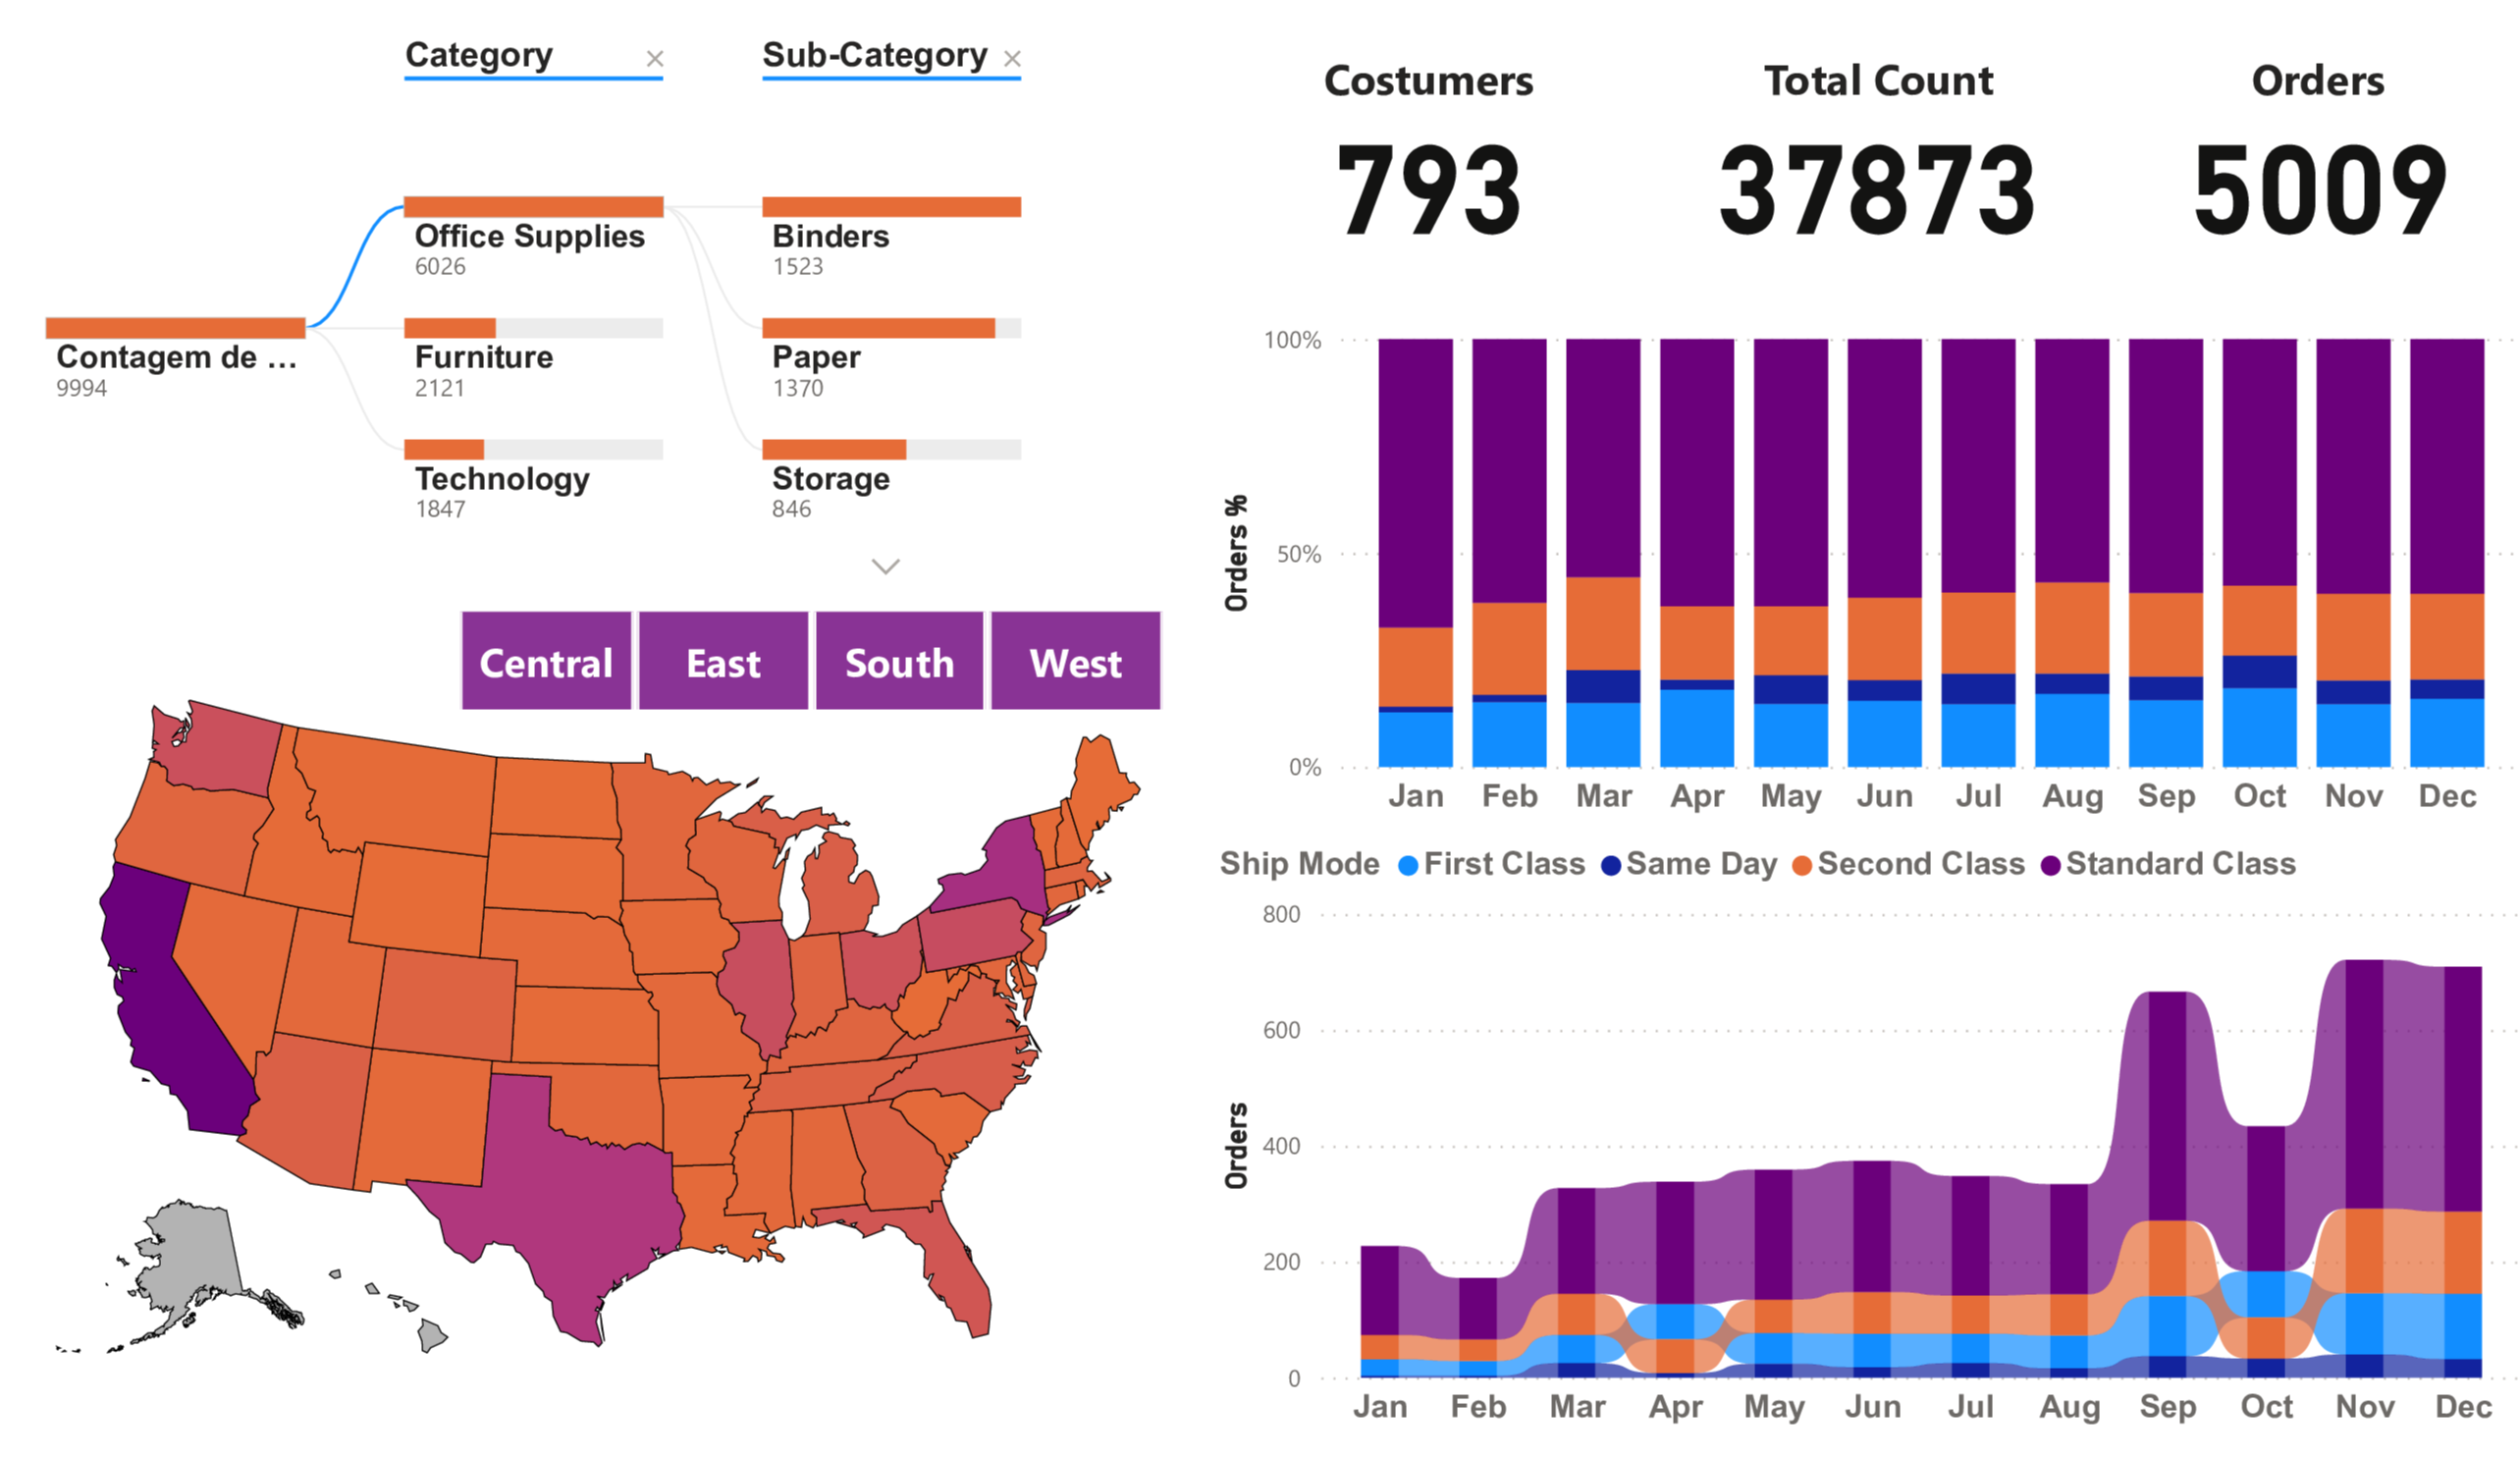 Category ×
Sub-Category ×
Office Supplies
6026
Binders
1523
Contagem de ...
9994
Furniture
2121
Paper
1370
Technology
1847
Storage
846
Central East South West
Costumers
793
Total Count
37873
Orders
5009
Orders %
100%
50%
0%
Jan Feb Mar Apr May Jun Jul Aug Sep Oct Nov Dec
Ship Mode First Class Same Day Second Class Standard Class
Orders
800
600
400
200
0
Jan Feb Mar Apr May Jun Jul Aug Sep Oct Nov Dec